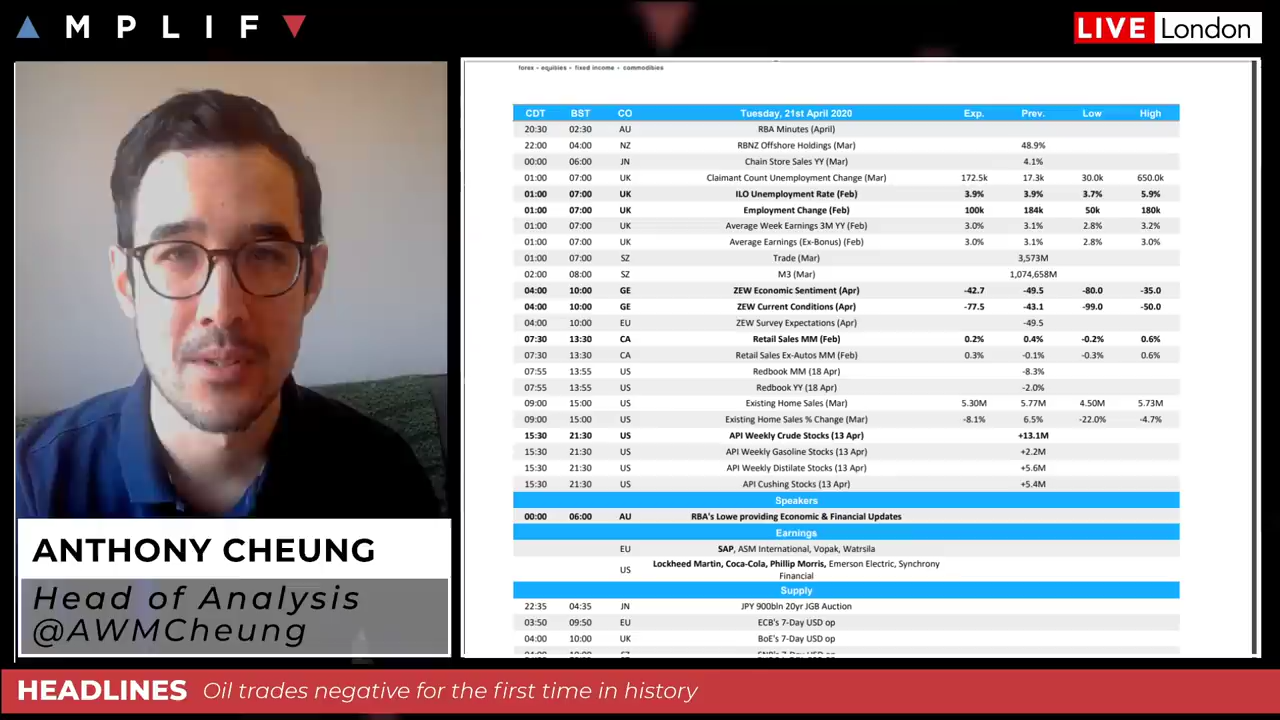 AMPLIFY
LIVE London
forex - equities - fixed income - commodities
CDT BST CO Tuesday, 21st April 2020 Exp. Prev. Low High
20:30 02:30 AU RBA Minutes (April)
22:00 04:00 NZ RBNZ Offshore Holdings (Mar) 48.9%
00:00 06:00 JN Chain Store Sales YY (Mar) 4.1%
01:00 07:00 UK Claimant Count Unemployment Change (Mar) 172.5k 17.3k 30.0k 650.0k
01:00 07:00 UK ILO Unemployment Rate (Feb) 3.9% 3.9% 3.7% 5.9%
01:00 07:00 UK Employment Change (Feb) 100k 184k 50k 180k
01:00 07:00 UK Average Week Earnings 3M YY (Feb) 3.0% 3.1% 2.8% 3.2%
01:00 07:00 UK Average Earnings (Ex-Bonus) (Feb) 3.0% 3.1% 2.8% 3.0%
01:00 07:00 SZ Trade (Mar) 3,573M
02:00 08:00 SZ M3 (Mar) 1,074,658M
04:00 10:00 GE ZEW Economic Sentiment (Apr) -42.7 -49.5 -80.0 -35.0
04:00 10:00 GE ZEW Current Conditions (Apr) -77.5 -43.1 -99.0 -50.0
04:00 10:00 EU ZEW Survey Expectations (Apr) -49.5
07:30 13:30 CA Retail Sales MM (Feb) 0.2% 0.4% -0.2% 0.6%
07:30 13:30 CA Retail Sales Ex-Autos MM (Feb) 0.3% -0.1% -0.3% 0.6%
07:55 13:55 US Redbook MM (18 Apr) -8.3%
07:55 13:55 US Redbook YY (18 Apr) -2.0%
09:00 15:00 US Existing Home Sales (Mar) 5.30M 5.77M 4.50M 5.73M
09:00 15:00 US Existing Home Sales % Change (Mar) -8.1% 6.5% -22.0% -4.7%
15:30 21:30 US API Weekly Crude Stocks (13 Apr) +13.1M
15:30 21:30 US API Weekly Gasoline Stocks (13 Apr) +2.2M
15:30 21:30 US API Weekly Distilate Stocks (13 Apr) +5.6M
15:30 21:30 US API Cushing Stocks (13 Apr) +5.4M
Speakers
00:00 06:00 AU RBA's Lowe providing Economic & Financial Updates
Earnings
EU SAP, ASM International, Vopak, Watrsila
US Lockheed Martin, Coca-Cola, Phillip Morris, Emerson Electric, Synchrony
Financial
Supply
22:35 04:35 JN JPY 900bln 20yr JGB Auction
03:50 09:50 EU ECB's 7-Day USD op
04:00 10:00 UK BoE's 7-Day USD op
ANTHONY CHEUNG
Head of Analysis
@AWMCheung
HEADLINES Oil trades negative for the first time in history